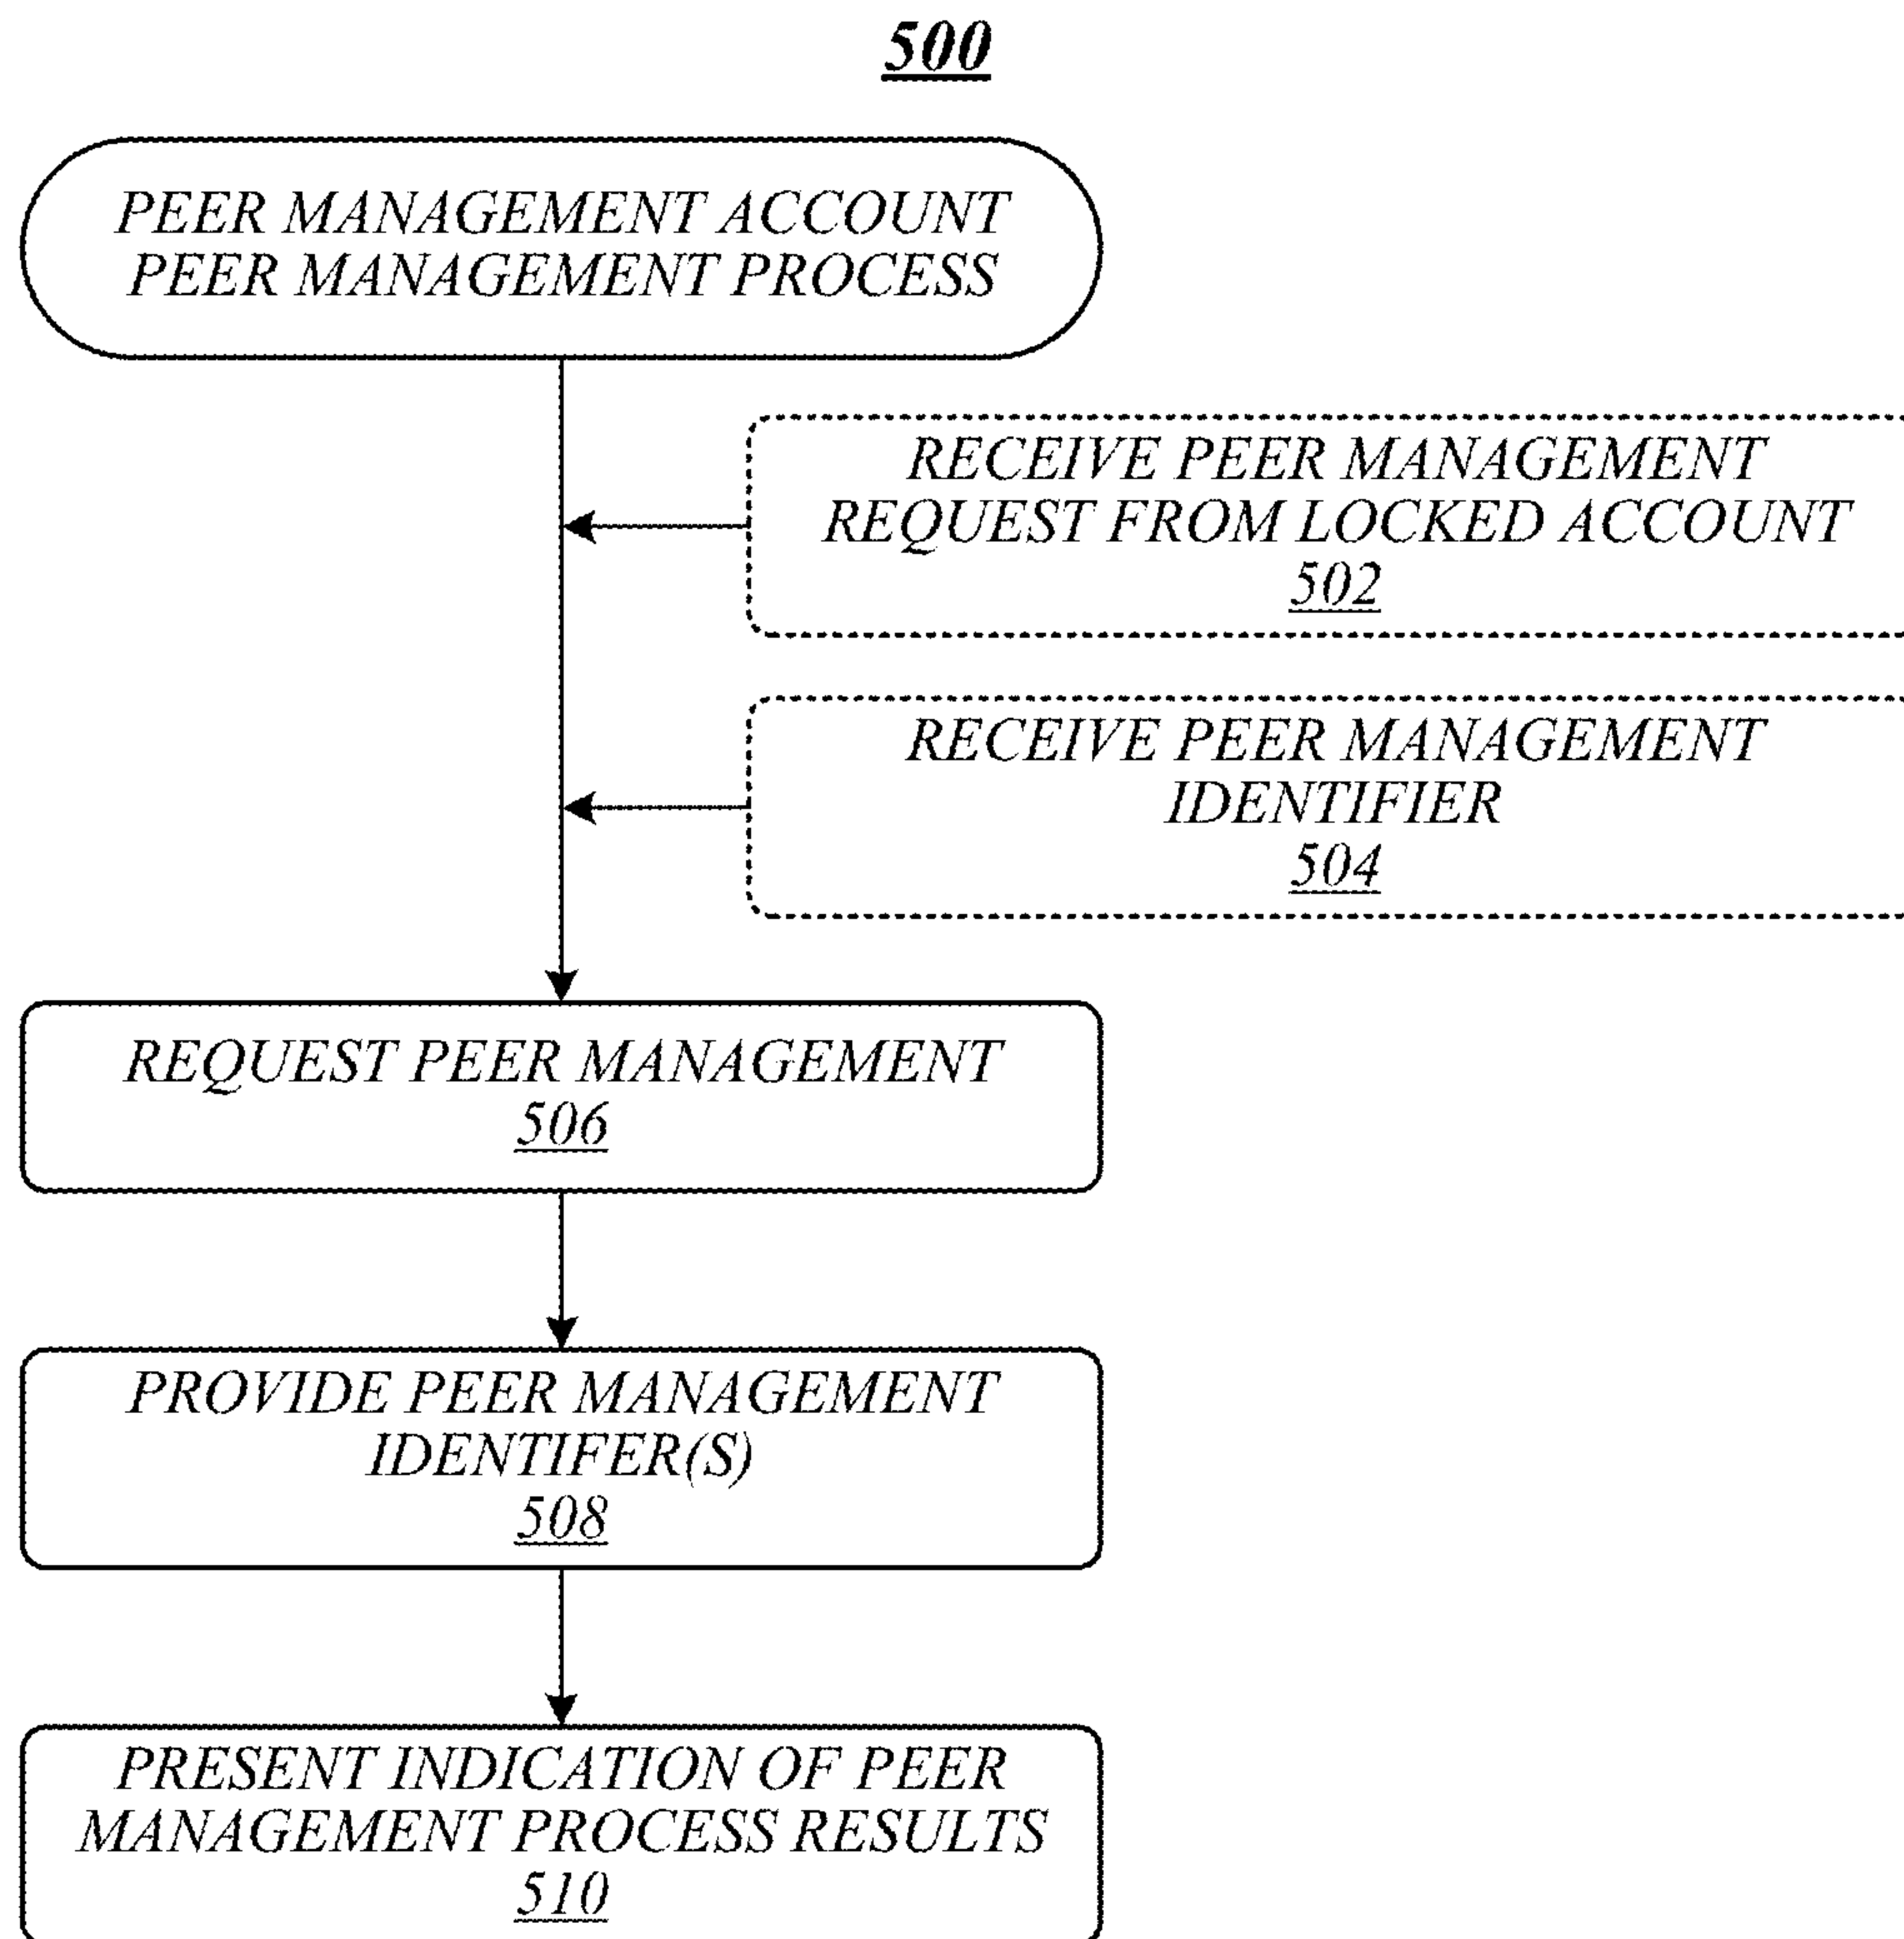 500
PEER MANAGEMENT ACCOUNT
PEER MANAGEMENT PROCESS
RECEIVE PEER MANAGEMENT
REQUEST FROM LOCKED ACCOUNT
502
RECEIVE PEER MANAGEMENT
IDENTIFIER
504
REQUEST PEER MANAGEMENT
506
PROVIDE PEER MANAGEMENT
IDENTIFER(S)
508
PRESENT INDICATION OF PEER
MANAGEMENT PROCESS RESULTS
510